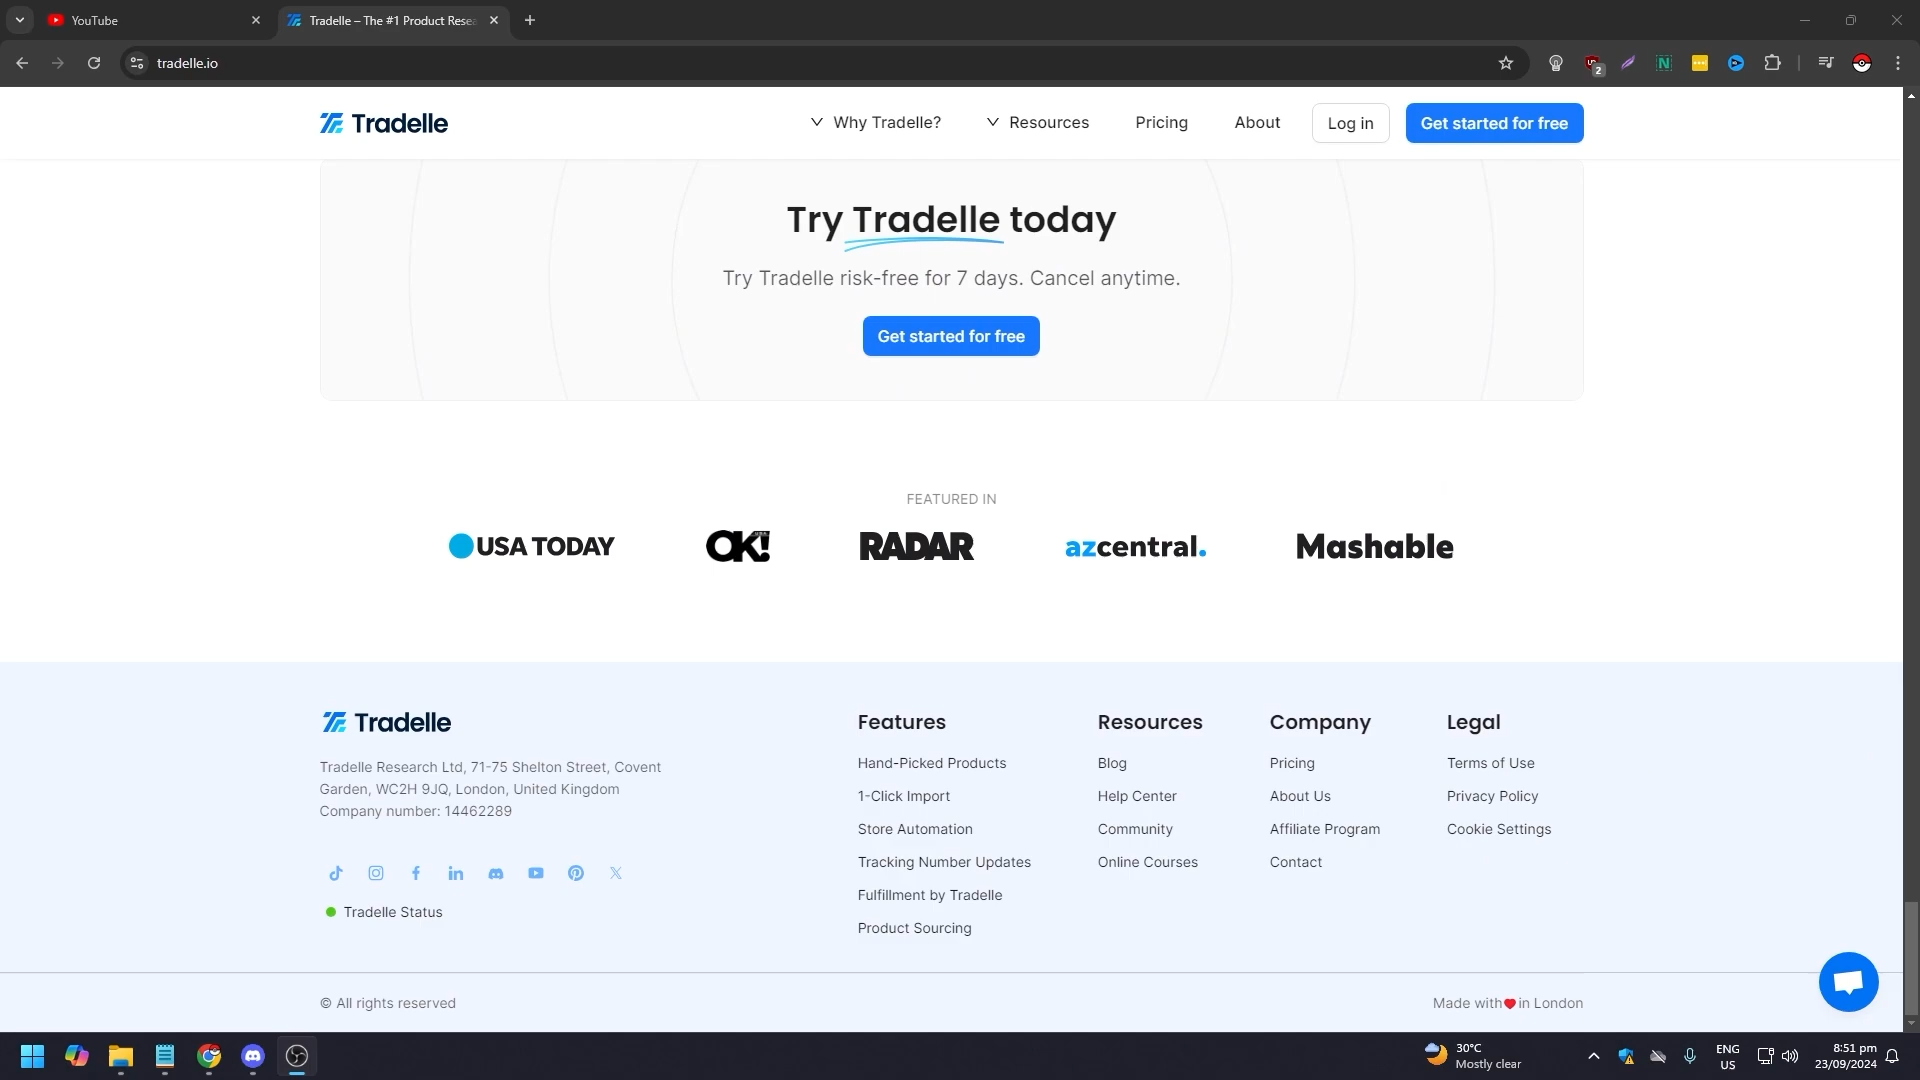 YouTube
Tradelle – The #1 Product Resea
tradelle.io
2
Tradelle
Why Tradelle?
Resources
Pricing
About
Log in
Get started for free
Try Tradelle today
Try Tradelle risk-free for 7 days. Cancel anytime.
Get started for free
FEATURED IN
USA TODAY
OK!
RADAR
azcentral.
Mashable
Tradelle
Tradelle Research Ltd, 71-75 Shelton Street, Covent
Garden, WC2H 9JQ, London, United Kingdom
Company number: 14462289
Tradelle Status
Features
Hand-Picked Products
1-Click Import
Store Automation
Tracking Number Updates
Fulfillment by Tradelle
Product Sourcing
Resources
Blog
Help Center
Community
Online Courses
Company
Pricing
About Us
Affiliate Program
Contact
Legal
Terms of Use
Privacy Policy
Cookie Settings
© All rights reserved
Made with in London
30°C
Mostly clear
ENG
US
8:51 pm
23/09/2024